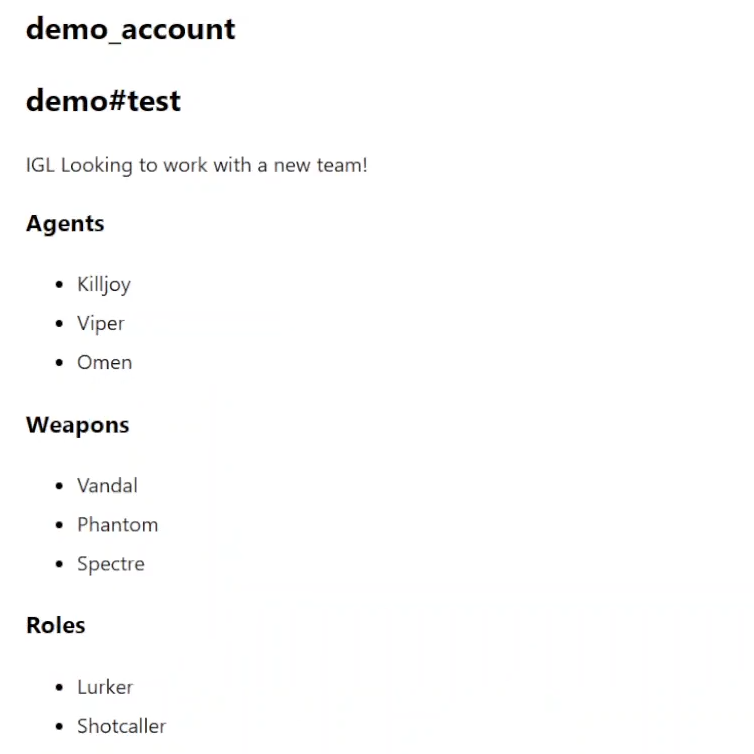 demo_account
demo#test
IGL Looking to work with a new team!
Agents
Killjoy
Viper
Omen
Weapons
Vandal
Phantom
Spectre
Roles
Lurker
Shotcaller